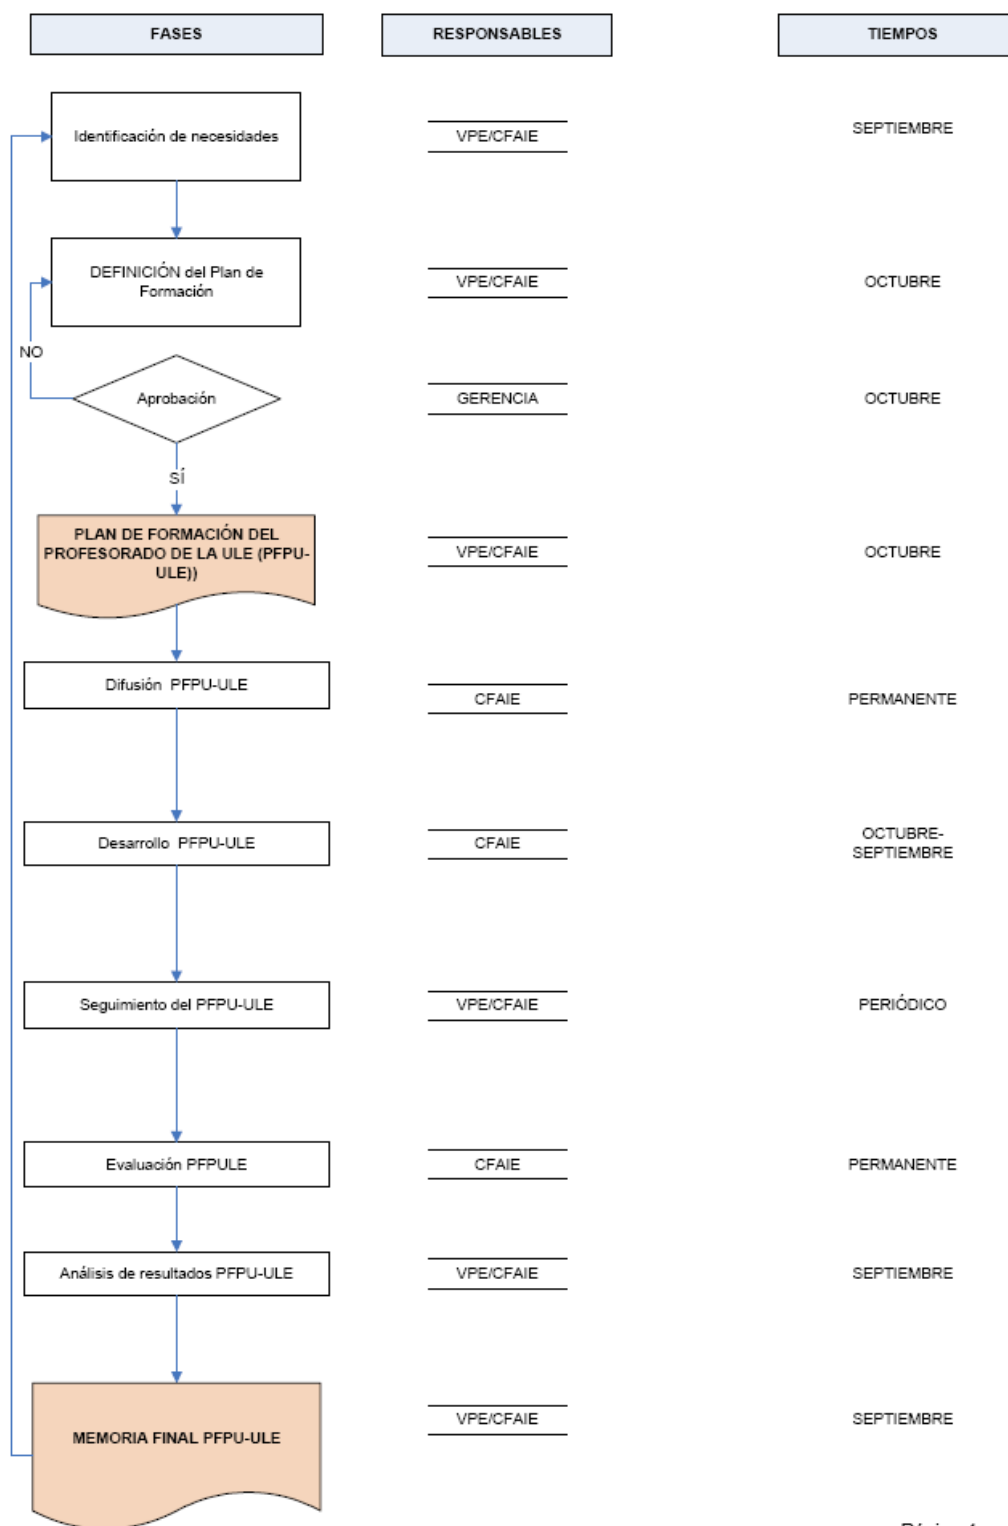 FASES
RESPONSABLES
TIEMPOS
Identificación de necesidades
VPE/CFAIE
SEPTIEMBRE
DEFINICIÓN del Plan de
Formación
VPE/CFAIE
OCTUBRE
NO
Aprobación
GERENCIA
OCTUBRE
SÍ
PLAN DE FORMACIÓN DEL
PROFESORADO DE LA ULE (PFPU-
ULE))
VPE/CFAIE
OCTUBRE
Difusión PFPU-ULE
CFAIE
PERMANENTE
Desarrollo PFPU-ULE
CFAIE
OCTUBRE-
SEPTIEMBRE
Seguimiento del PFPU-ULE
VPE/CFAIE
PERIÓDICO
Evaluación PFPULE
CFAIE
PERMANENTE
Análisis de resultados PFPU-ULE
VPE/CFAIE
SEPTIEMBRE
MEMORIA FINAL PFPU-ULE
VPE/CFAIE
SEPTIEMBRE